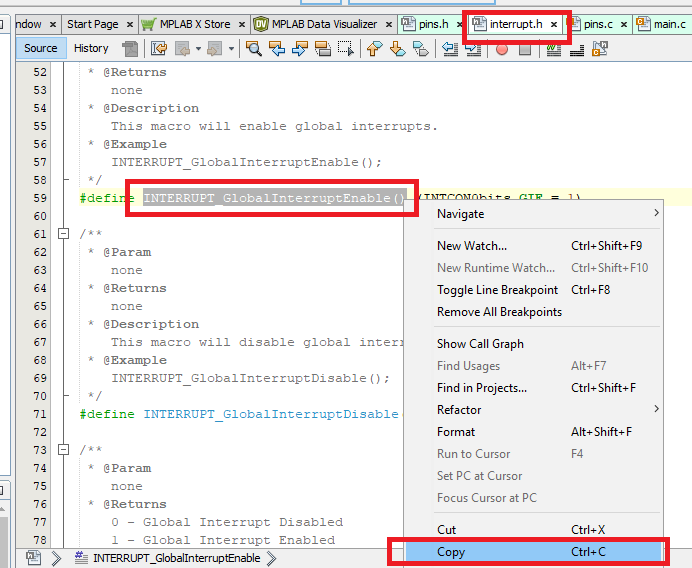 ndow Start Page MPLAB X Store MPLAB Data Visualizer pins.h interrupt.h pins.c main.c
Source History
52 * @Returns
53 none
54 * @Description
55 This macro will enable global interrupts.
56 * @Example
57 INTERRUPT_GlobalInterruptEnable();
58 */
59 #define INTERRUPT_GlobalInterruptEnable() (INTCON0bits.GIE = 1)
60
61 /**
62 * @Param
63 none
64 * @Returns
65 none
66 * @Description
67 This macro will disable global interr
68 * @Example
69 INTERRUPT_GlobalInterruptDisable();
70 */
71 #define INTERRUPT_GlobalInterruptDisable(
72
73 /**
74 * @Param
75 none
76 * @Returns
77 0 - Global Interrupt Disabled
78 1 - Global Interrupt Enabled
Navigate
New Watch... Ctrl+Shift+F9
New Runtime Watch... Ctrl+Shift+F10
Toggle Line Breakpoint Ctrl+F8
Remove All Breakpoints
Show Call Graph
Find Usages Alt+F7
Find in Projects... Ctrl+Shift+F
Refactor
Format Alt+Shift+F
Run to Cursor F4
Set PC at Cursor
Focus Cursor at PC
Cut Ctrl+X
Copy Ctrl+C
INTERRUPT_GlobalInterruptEnable